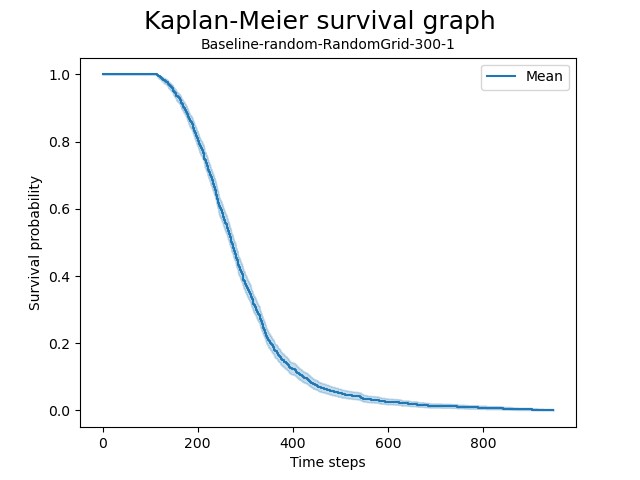 Kaplan-Meier survival graph
Baseline-random-RandomGrid-300-1
Mean
1.0
0.8
0.6
0.4
0.2
0.0
Survival probability
0 200 400 600 800
Time steps